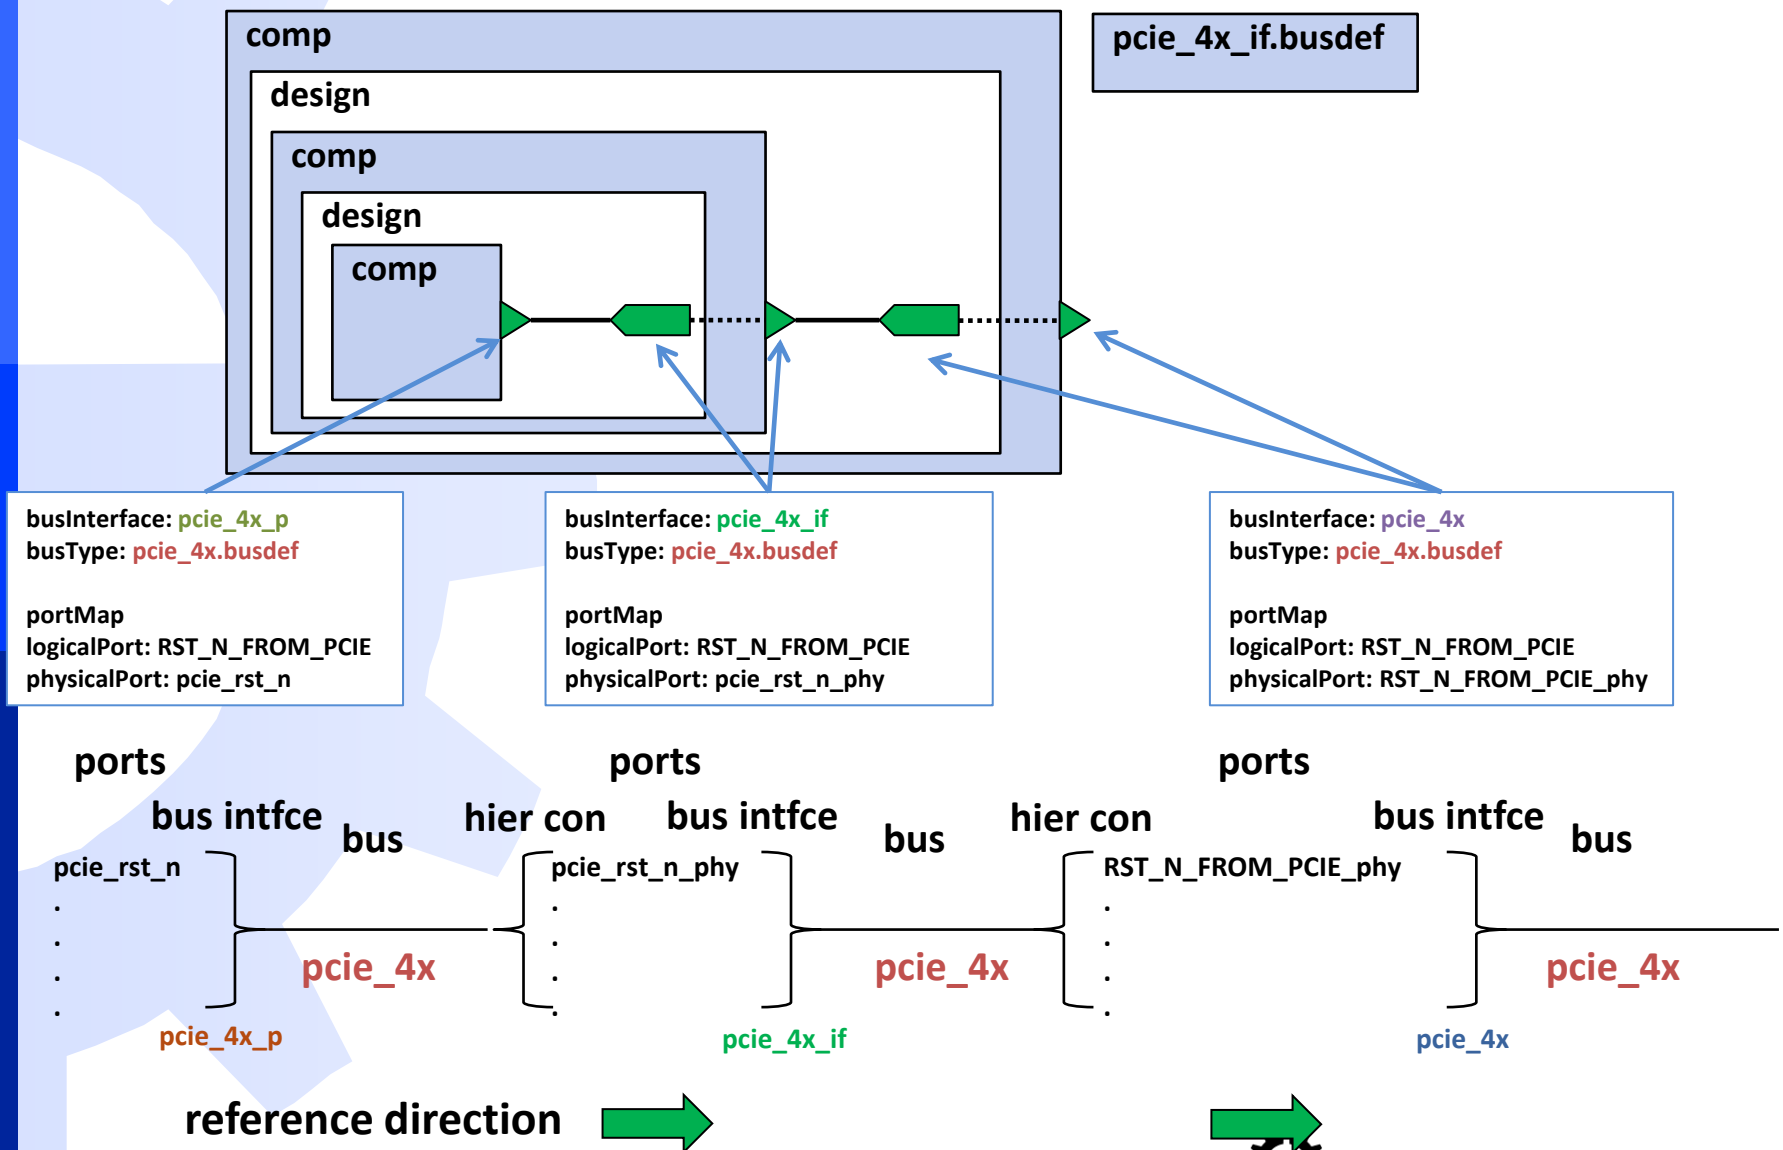 comp
pcie_4x_if.busdef
design
comp
design
comp
busInterface: pcie_4x_p
busType: pcie_4x.busdef
portMap
logicalPort: RST_N_FROM_PCIE
physicalPort: pcie_rst_n
busInterface: pcie_4x_if
busType: pcie_4x.busdef
portMap
logicalPort: RST_N_FROM_PCIE
physicalPort: pcie_rst_n_phy
busInterface: pcie_4x
busType: pcie_4x.busdef
portMap
logicalPort: RST_N_FROM_PCIE
physicalPort: RST_N_FROM_PCIE_phy
ports
ports
ports
bus intfce
bus
hier con
bus intfce
bus
hier con
bus intfce
bus
pcie_rst_n
.
.
.
.
pcie_rst_n_phy
.
.
.
.
RST_N_FROM_PCIE_phy
.
.
.
.
pcie_4x
pcie_4x
pcie_4x
pcie_4x_p
pcie_4x_if
pcie_4x
reference direction